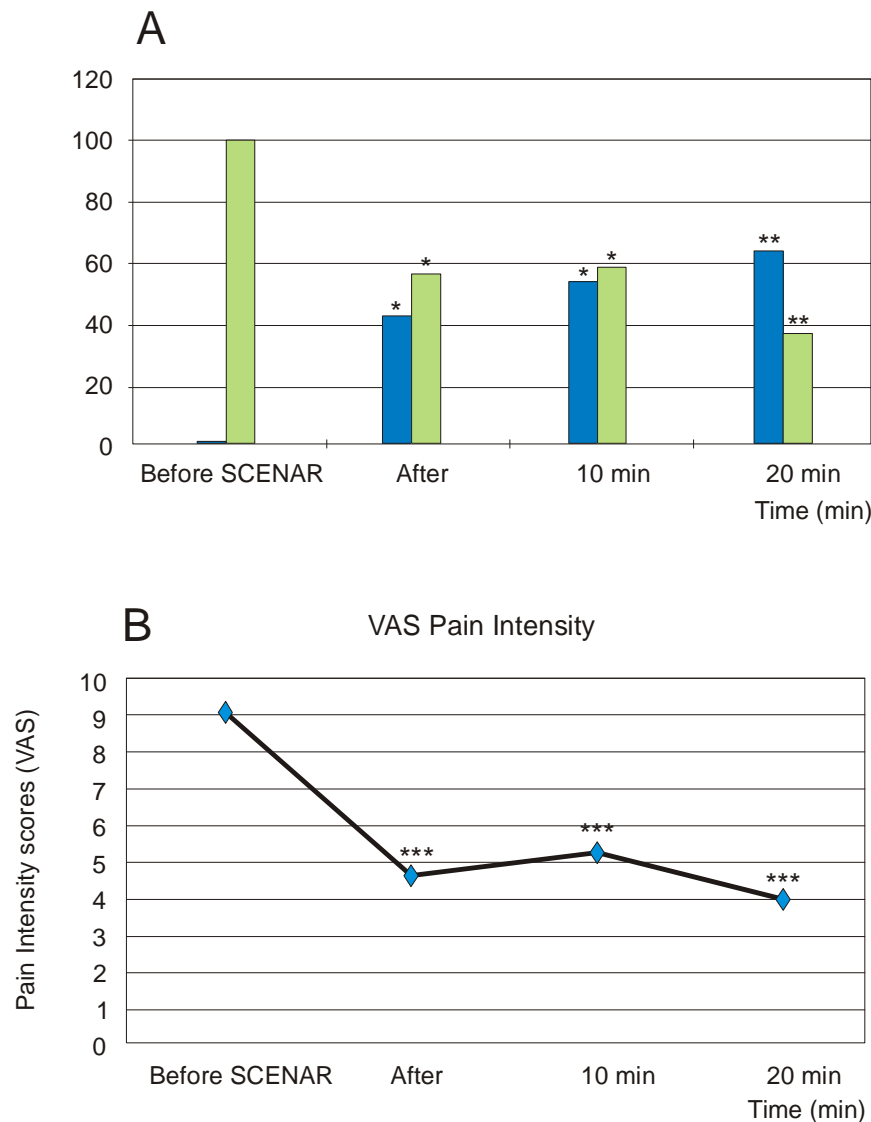 A
120
100
80
60
40
20
0
* * * * ** **
Before SCENAR After 10 min 20 min
Time (min)
B VAS Pain Intensity
Pain Intensity scores (VAS)
10
9
8
7
6
5
4
3
2
1
0
*** *** ***
Before SCENAR After 10 min 20 min
Time (min)